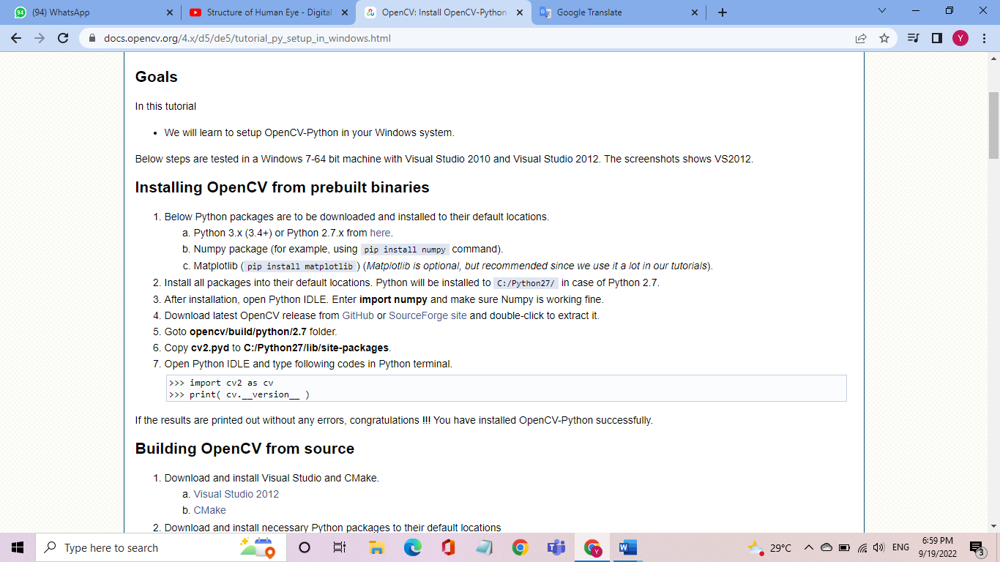 94 (94) WhatsApp
Structure of Human Eye - Digital
OpenCV: Install OpenCV-Python
Google Translate
docs.opencv.org/4.x/d5/de5/tutorial_py_setup_in_windows.html
Y
Goals
In this tutorial
• We will learn to setup OpenCV-Python in your Windows system.
Below steps are tested in a Windows 7-64 bit machine with Visual Studio 2010 and Visual Studio 2012. The screenshots shows VS2012.
Installing OpenCV from prebuilt binaries
1. Below Python packages are to be downloaded and installed to their default locations.
a. Python 3.x (3.4+) or Python 2.7.x from here.
b. Numpy package (for example, using pip install numpy command).
c. Matplotlib (pip install matplotlib) (Matplotlib is optional, but recommended since we use it a lot in our tutorials).
2. Install all packages into their default locations. Python will be installed to C:/Python27/ in case of Python 2.7.
3. After installation, open Python IDLE. Enter import numpy and make sure Numpy is working fine.
4. Download latest OpenCV release from GitHub or SourceForge site and double-click to extract it.
5. Goto opencv/build/python/2.7 folder.
6. Copy cv2.pyd to C:/Python27/lib/site-packages.
7. Open Python IDLE and type following codes in Python terminal.
>>> import cv2 as cv
>>> print( cv.__version__ )
If the results are printed out without any errors, congratulations !!! You have installed OpenCV-Python successfully.
Building OpenCV from source
1. Download and install Visual Studio and CMake.
a. Visual Studio 2012
b. CMake
2. Download and install necessary Python packages to their default locations
Type here to search
Y
W
29°C
ENG
6:59 PM
9/19/2022
3